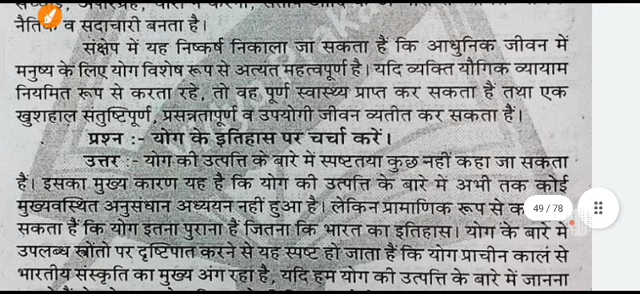 नैतिक व सदाचारी बनता है।
संक्षेप में यह निष्कर्ष निकाला जा सकता है कि आधुनिक जीवन में
मनुष्य के लिए योग विशेष रूप से अत्यत महत्वपूर्ण है। यदि व्यक्ति यौगिक व्यायाम
नियमित रूप से करता रहे, तो वह पूर्ण स्वास्थ्य प्राप्त कर सकता है तथा एक
खुशहाल संतुष्टिपूर्ण, प्रसन्नतापूर्ण व उपयोगी जीवन व्यतीत कर सकता है।
प्रश्न :- योग के इतिहास पर चर्चा करें।
उत्तर :- योग की उत्पत्ति के बारे में स्पष्टतया कुछ नहीं कहा जा सकता
है। इसका मुख्य कारण यह है कि योग की उत्पत्ति के बारे में अभी तक कोई
मुख्यवस्थित अनुसंधान अध्ययन नहीं हुआ है। लेकिन प्रामाणिक रूप से
सकता है कि योग इतना पुराना है जितना कि भारत का इतिहास। योग के बारे में
उपलब्ध स्त्रोंतो पर दृष्टिपात करने से यह स्पष्ट हो जाता है कि योग प्राचीन कालं से
भारतीय संस्कृति का मुख्य अंग रहा है, यदि हम योग की उत्पत्ति के बारे में जानना
49 / 78